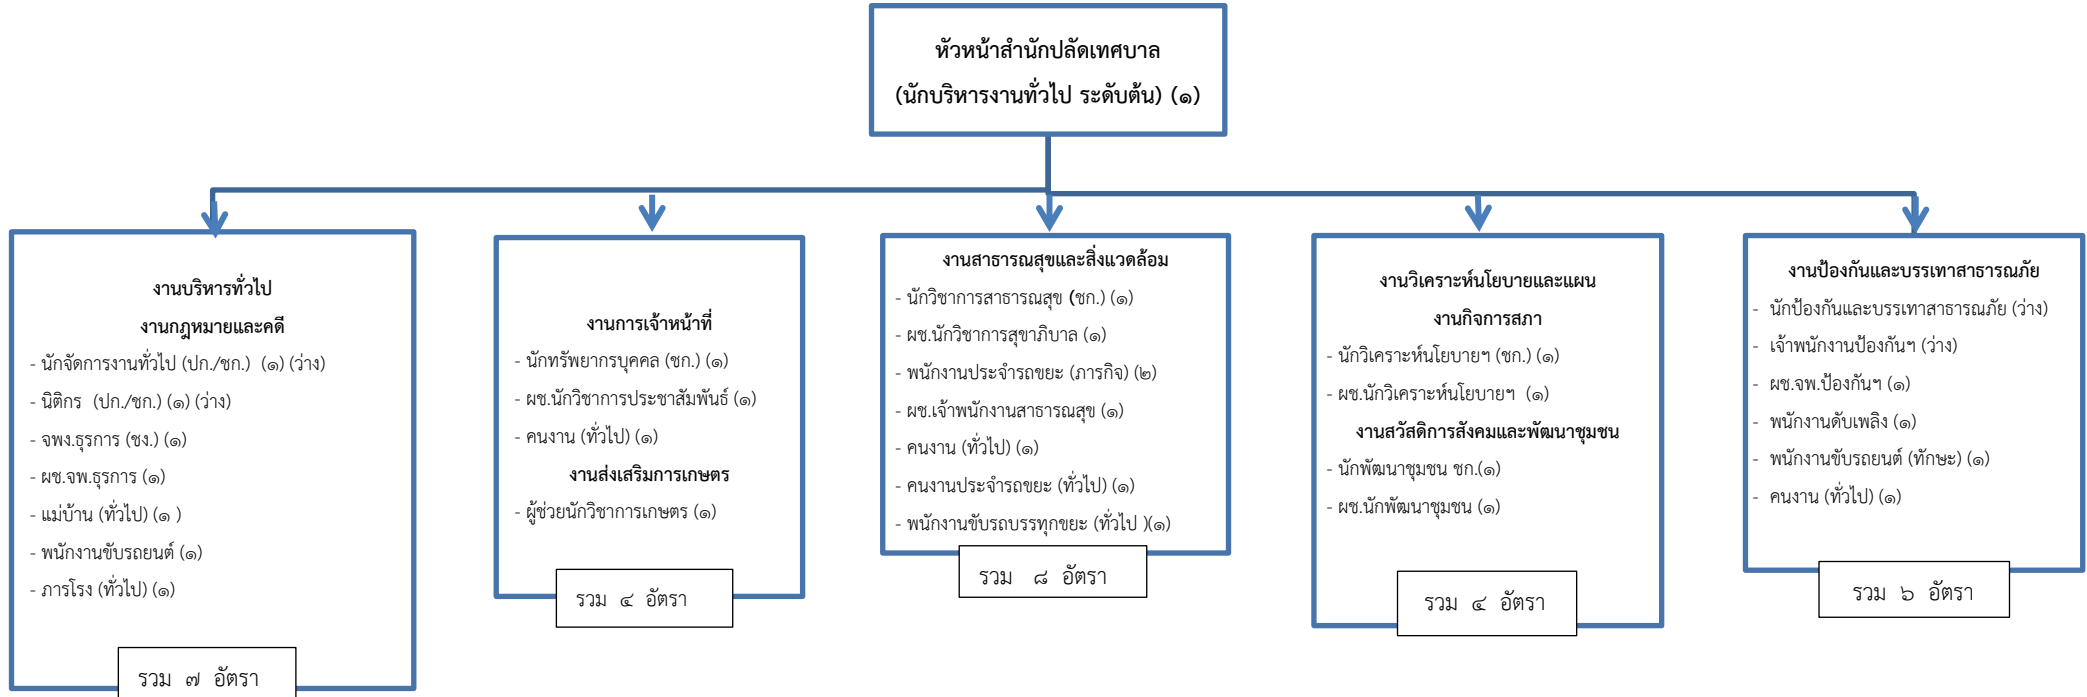 หัวหน้าสำนักปลัดเทศบาล
(นักบริหารงานทั่วไป ระดับต้น) (๑)
งานบริหารทั่วไป
งานกฎหมายและคดี
- นักจัดการงานทั่วไป (ปก./ชก.) (๑) (ว่าง)
- นิติกร (ปก./ชก.) (๑) (ว่าง)
- จพง.ธุรการ (ชง.) (๑)
- ผช.จพ.ธุรการ (๑)
- แม่บ้าน (ทั่วไป) (๑ )
- พนักงานขับรถยนต์ (๑)
- ภารโรง (ทั่วไป) (๑)
รวม ๗ อัตรา
งานการเจ้าหน้าที่
- นักทรัพยากรบุคคล (ชก.) (๑)
- ผช.นักวิชาการประชาสัมพันธ์ (๑)
- คนงาน (ทั่วไป) (๑)
งานส่งเสริมการเกษตร
- ผู้ช่วยนักวิชาการเกษตร (๑)
รวม ๔ อัตรา
งานสาธารณสุขและสิ่งแวดล้อม
- นักวิชาการสาธารณสุข (ชก.) (๑)
- ผช.นักวิชาการสุขาภิบาล (๑)
- พนักงานประจำรถขยะ (ภารกิจ) (๒)
- ผช.เจ้าพนักงานสาธารณสุข (๑)
- คนงาน (ทั่วไป) (๑)
- คนงานประจำรถขยะ (ทั่วไป) (๑)
- พนักงานขับรถบรรทุกขยะ (ทั่วไป )(๑)
รวม ๘ อัตรา
งานวิเคราะห์นโยบายและแผน
งานกิจการสภา
- นักวิเคราะห์นโยบายฯ (ชก.) (๑)
- ผช.นักวิเคราะห์นโยบายฯ (๑)
งานสวัสดิการสังคมและพัฒนาชุมชน
- นักพัฒนาชุมชน ชก.(๑)
- ผช.นักพัฒนาชุมชน (๑)
รวม ๔ อัตรา
งานป้องกันและบรรเทาสาธารณภัย
- นักป้องกันและบรรเทาสาธารณภัย (ว่าง)
- เจ้าพนักงานป้องกันฯ (ว่าง)
- ผช.จพ.ป้องกันฯ (๑)
- พนักงานดับเพลิง (๑)
- พนักงานขับรถยนต์ (ทักษะ) (๑)
- คนงาน (ทั่วไป) (๑)
รวม ๖ อัตรา